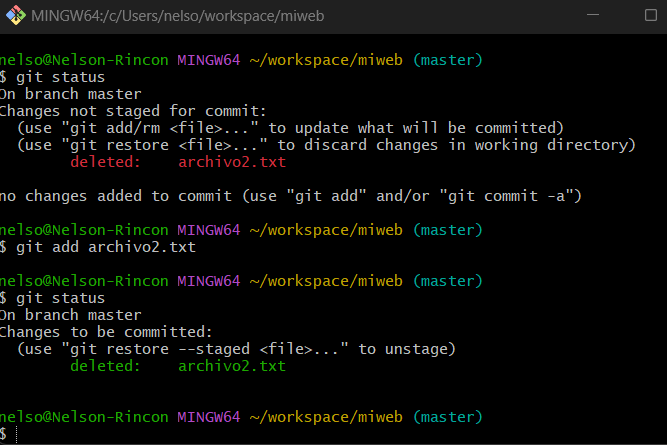 MINGW64:/c/Users/nelso/workspace/miweb
nelso@Nelson-Rincon MINGW64 ~/workspace/miweb (master)
$ git status
On branch master
Changes not staged for commit:
  (use "git add/rm <file>..." to update what will be committed)
  (use "git restore <file>..." to discard changes in working directory)
        deleted:    archivo2.txt
no changes added to commit (use "git add" and/or "git commit -a")
nelso@Nelson-Rincon MINGW64 ~/workspace/miweb (master)
$ git add archivo2.txt
nelso@Nelson-Rincon MINGW64 ~/workspace/miweb (master)
$ git status
On branch master
Changes to be committed:
  (use "git restore --staged <file>..." to unstage)
        deleted:    archivo2.txt
nelso@Nelson-Rincon MINGW64 ~/workspace/miweb (master)
$